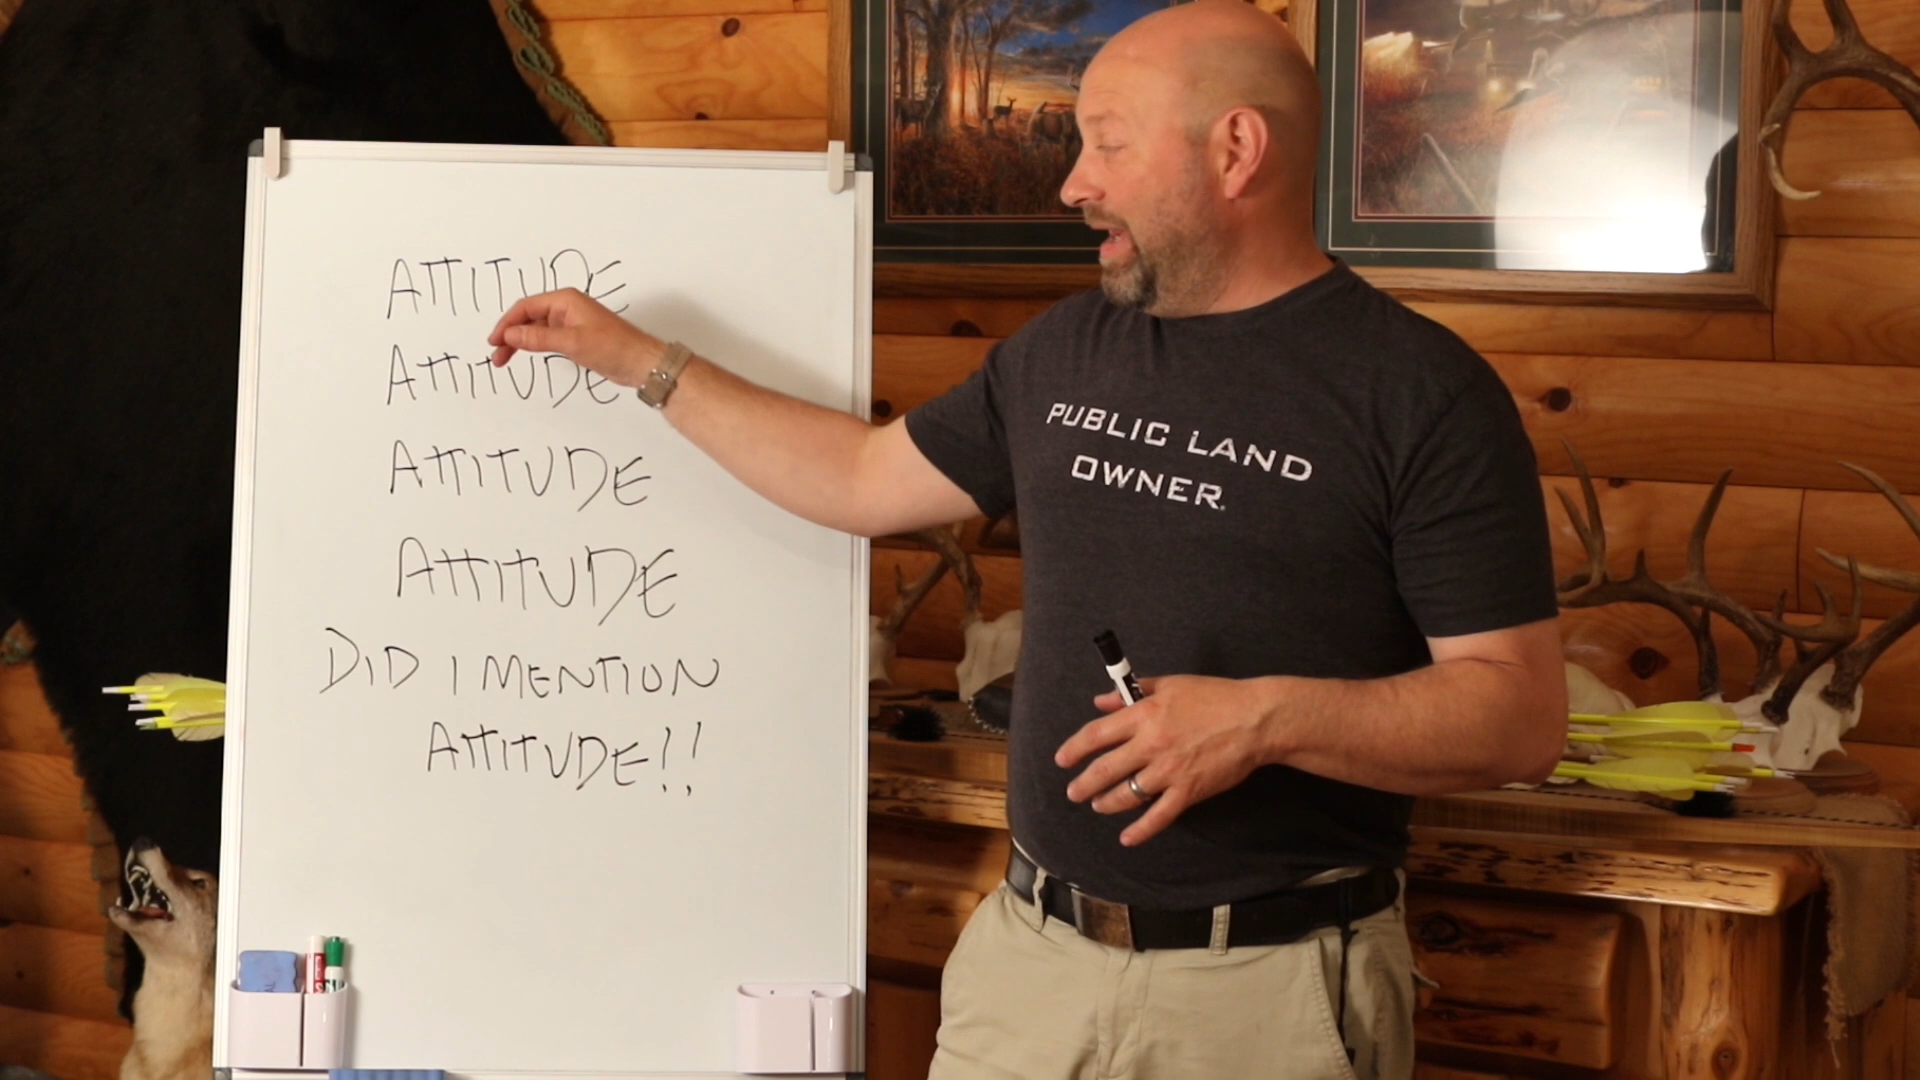 ATTITUDE
ATTITUDE
ATTITUDE
ATTITUDE
DID I MENTION
ATTITUDE!!
PUBLIC LAND
OWNER